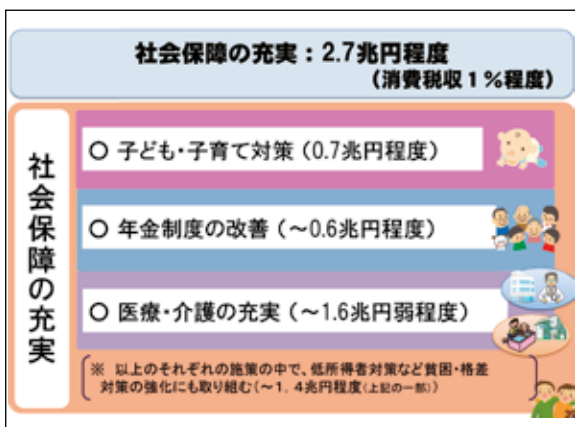 社会保障の充実：2.7兆円程度
（消費税収１％程度）
社会保障の充実
○ 子ども・子育て対策（0.7兆円程度）
○ 年金制度の改善（～0.6兆円程度）
○ 医療・介護の充実（～1.6兆円弱程度）
※ 以上のそれぞれの施策の中で、低所得者対策など貧困・格差
対策の強化にも取り組む（～1．4兆円程度（上記の一部））